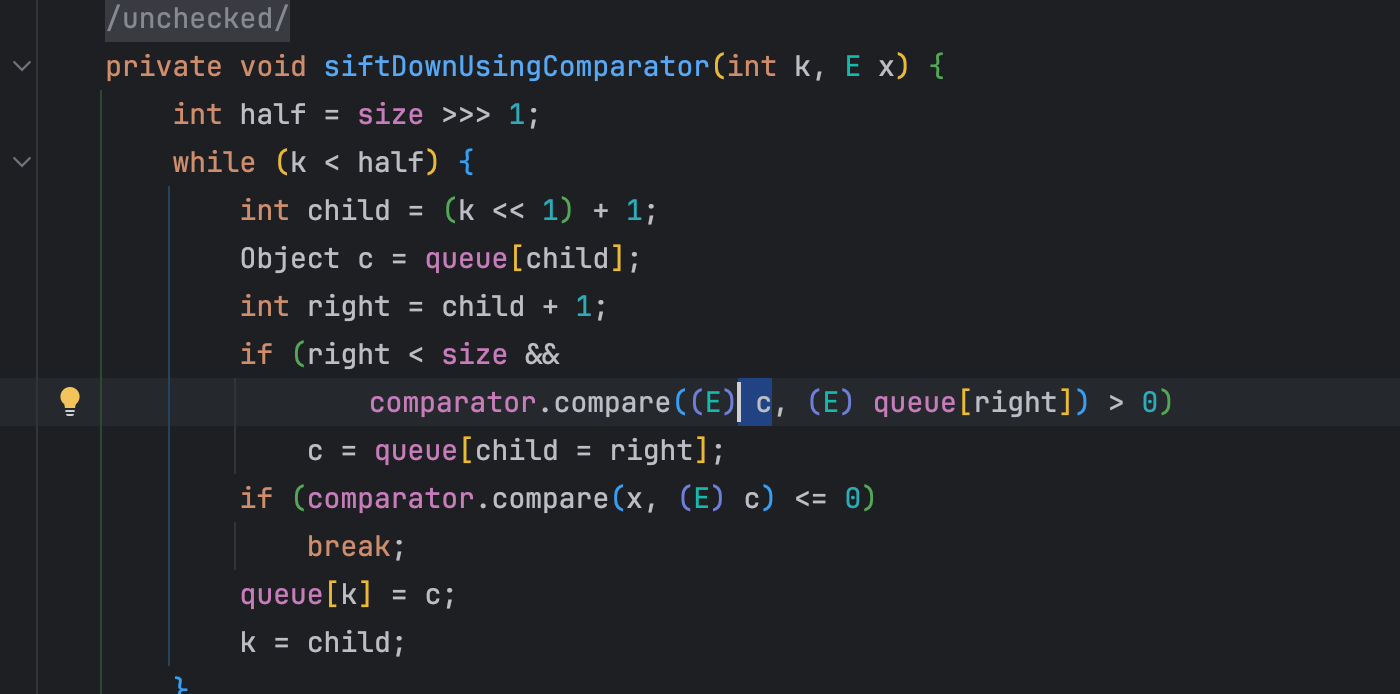 /unchecked/
private void siftDownUsingComparator(int k, E x) {
int half = size >>> 1;
while (k < half) {
int child = (k << 1) + 1;
Object c = queue[child];
int right = child + 1;
if (right < size &&
comparator.compare((E) c, (E) queue[right]) > 0)
c = queue[child = right];
if (comparator.compare(x, (E) c) <= 0)
break;
queue[k] = c;
k = child;
}